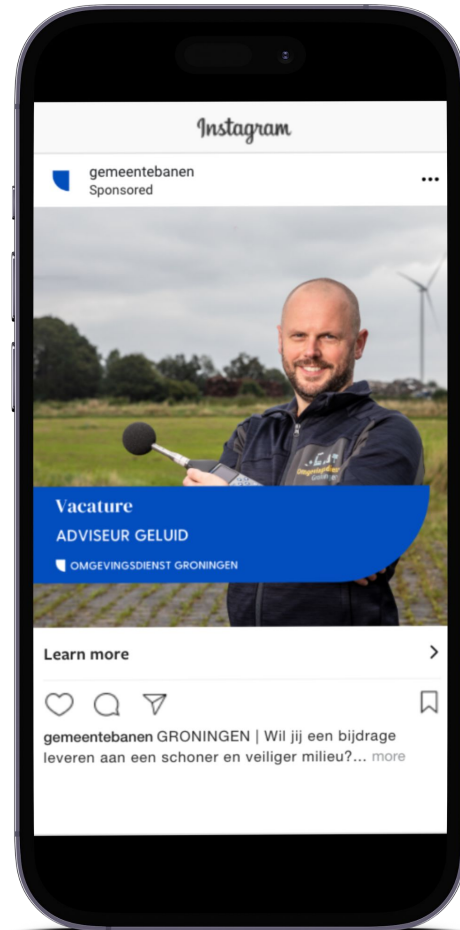 Instagram
gemeentebanen
Sponsored
Vacature
ADVISEUR GELUID
OMGEVINGSDIENST GRONINGEN
Learn more
gemeentebanen GRONINGEN | Wil jij een bijdrage
leveren aan een schoner en veiliger milieu?... more